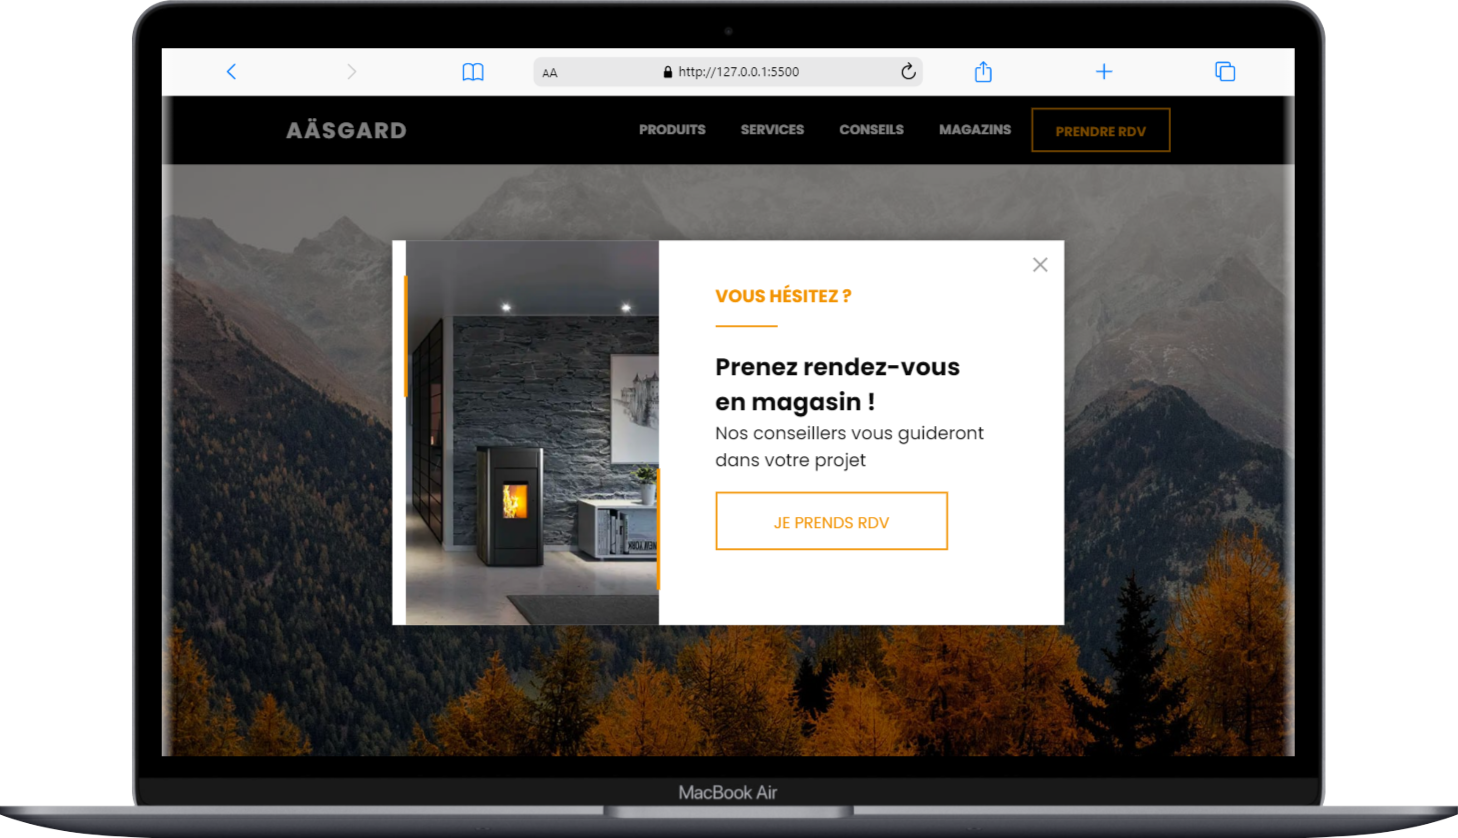 AA
http://127.0.0.1:5500
AÄSGARD
PRODUITS
SERVICES
CONSEILS
MAGAZINS
PRENDRE RDV
VOUS HÉSITEZ ?
Prenez rendez-vous
en magasin !
Nos conseillers vous guideront
dans votre projet
JE PRENDS RDV
MacBook Air